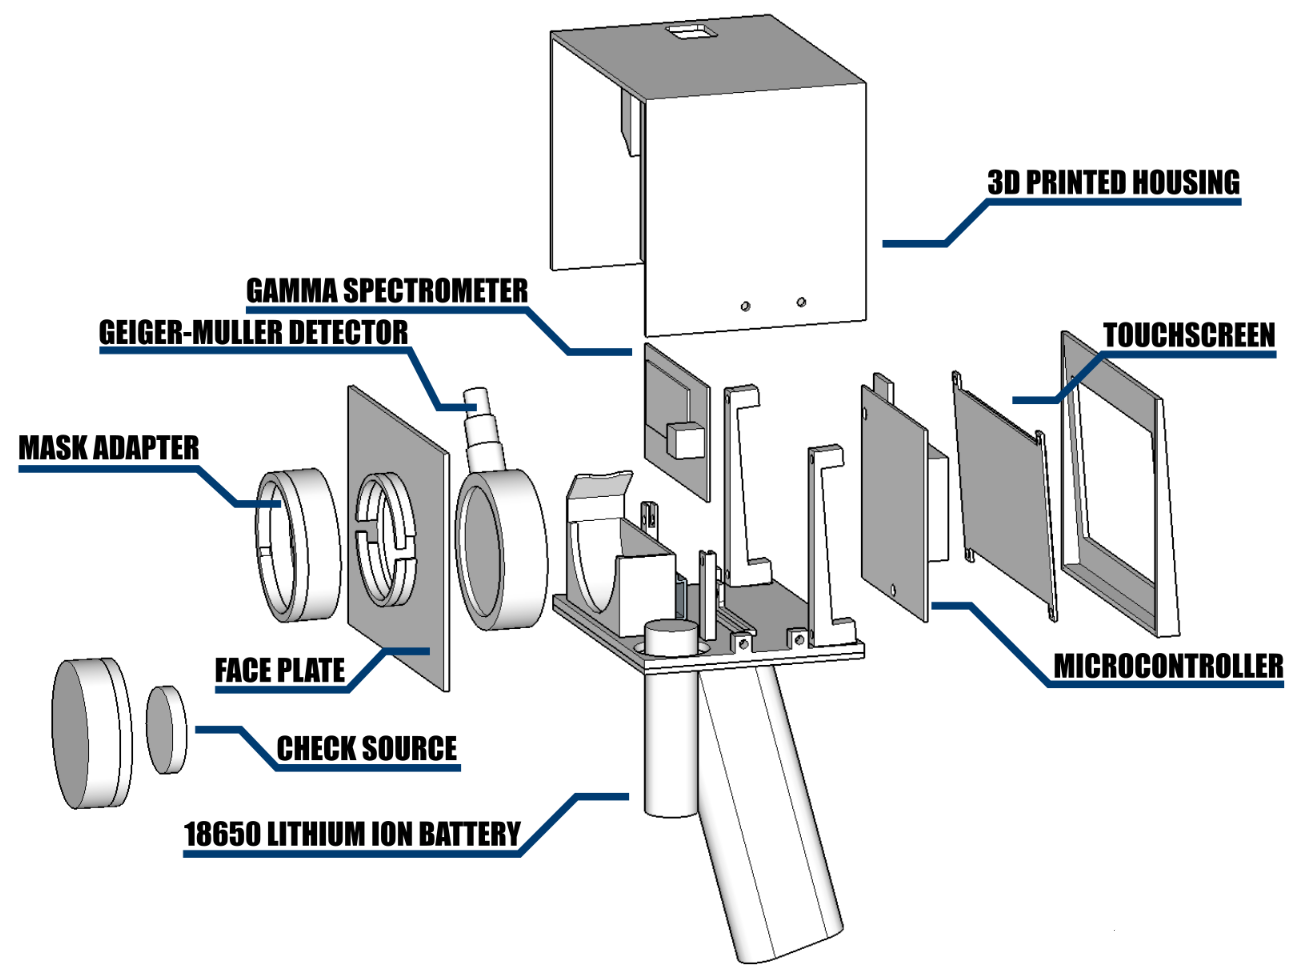 3D PRINTED HOUSING
GAMMA SPECTROMETER
GEIGER-MULLER DETECTOR
TOUCHSCREEN
MASK ADAPTER
FACE PLATE
MICROCONTROLLER
CHECK SOURCE
18650 LITHIUM ION BATTERY